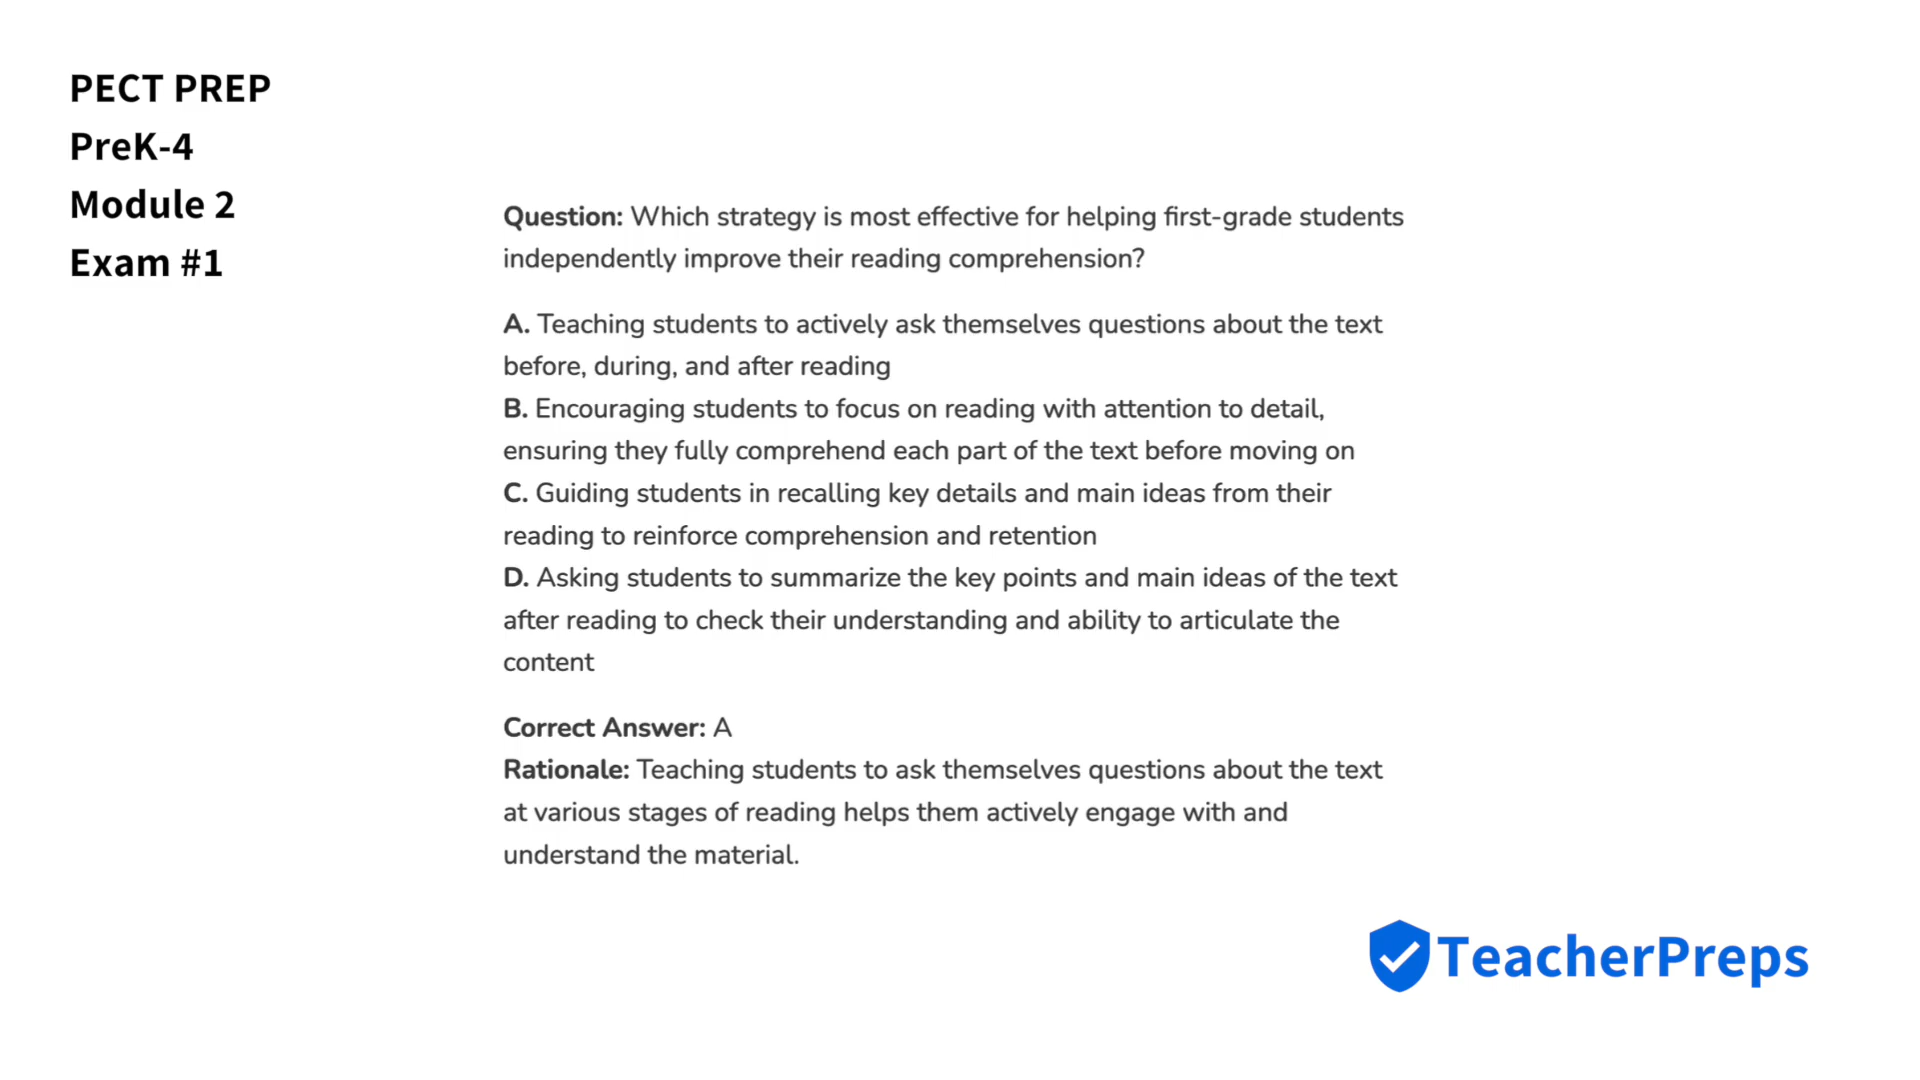 PECT PREP
PreK-4
Module 2
Exam #1
Question: Which strategy is most effective for helping first-grade students
independently improve their reading comprehension?
A. Teaching students to actively ask themselves questions about the text
before, during, and after reading
B. Encouraging students to focus on reading with attention to detail,
ensuring they fully comprehend each part of the text before moving on
C. Guiding students in recalling key details and main ideas from their
reading to reinforce comprehension and retention
D. Asking students to summarize the key points and main ideas of the text
after reading to check their understanding and ability to articulate the
content
Correct Answer: A
Rationale: Teaching students to ask themselves questions about the text
at various stages of reading helps them actively engage with and
understand the material.
TeacherPreps